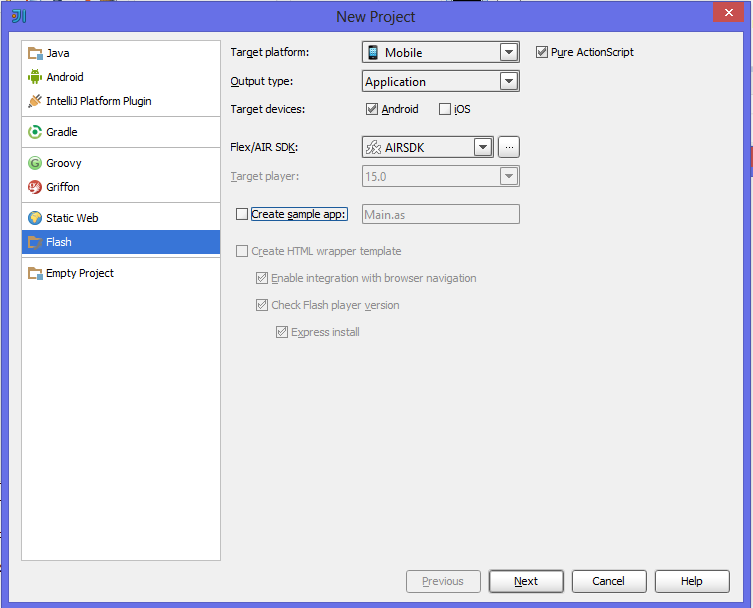 New Project
Java
Android
IntelliJ Platform Plugin
Gradle
Groovy
Griffon
Static Web
Flash
Empty Project
Target platform: Mobile Pure ActionScript
Output type: Application
Target devices: Android iOS
Flex/AIR SDK: AIRSDK ...
Target player: 15.0
Create sample app: Main.as
Create HTML wrapper template
Enable integration with browser navigation
Check Flash player version
Express install
Previous Next Cancel Help